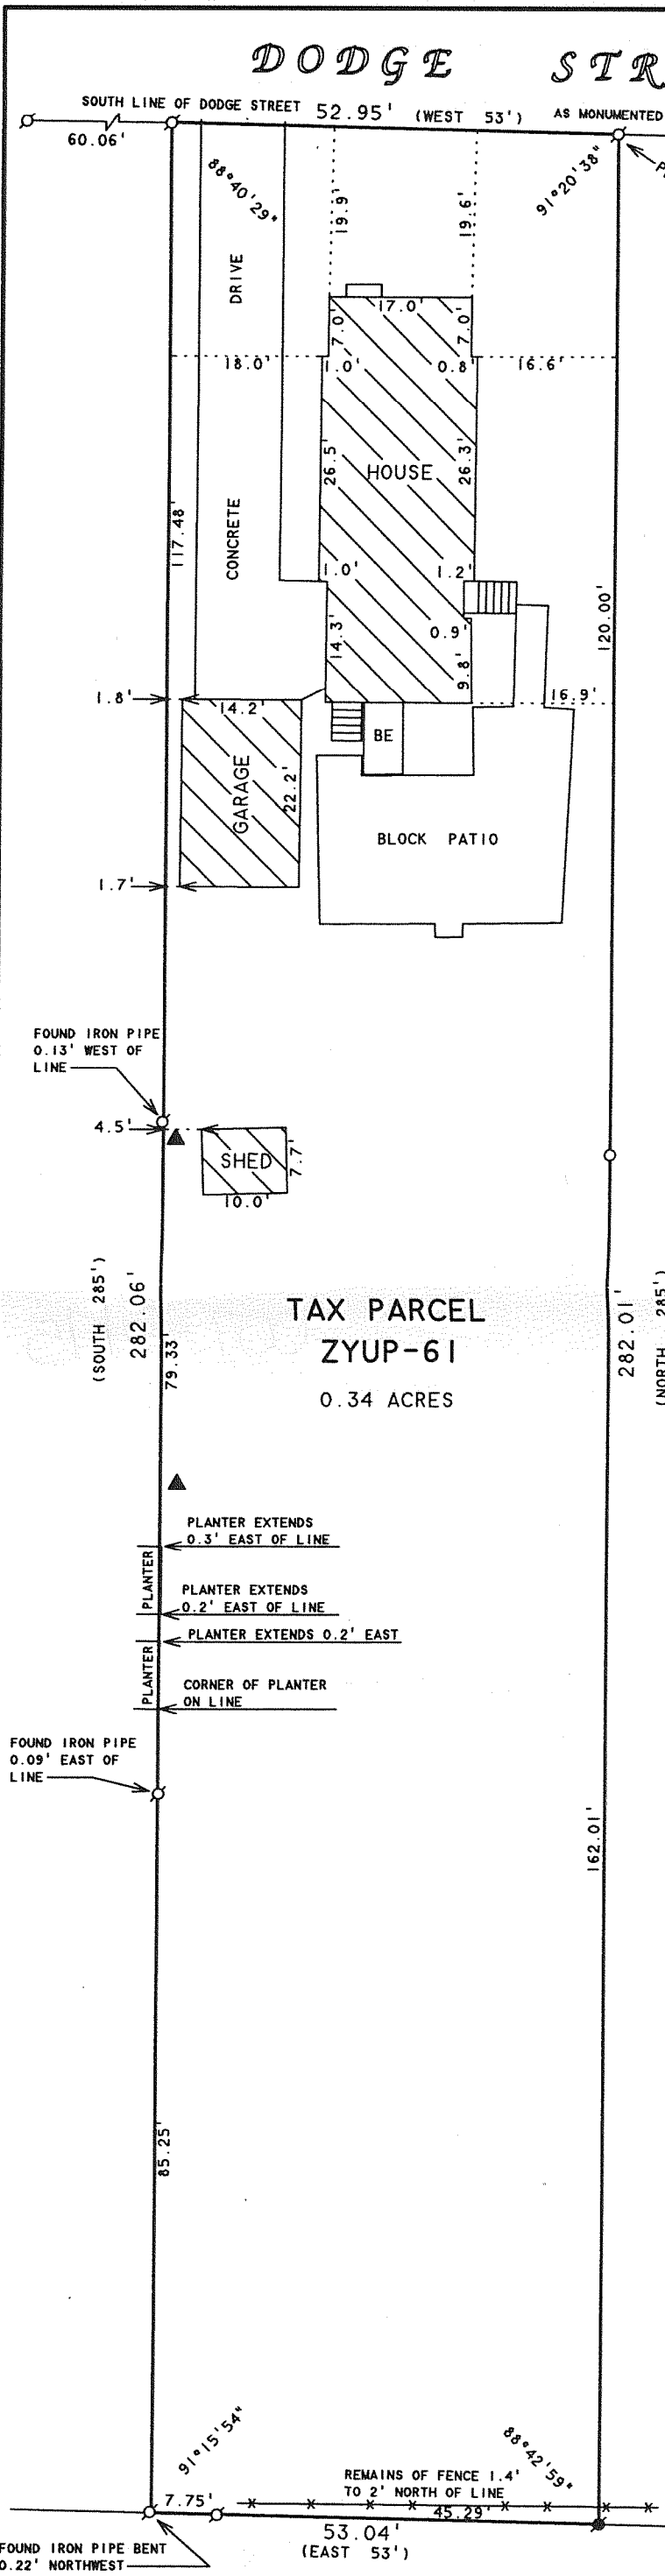 DODGE STR
SOUTH LINE OF DODGE STREET 52.95' (WEST 53') AS MONUMENTED
60.06'
88°40'29"
91°20'38"
19.9'
19.6'
DRIVE
17.0'
7.0'
7.0'
18.0'
1.0'
0.8'
16.6'
26.5'
HOUSE
26.3'
117.48'
CONCRETE
1.0'
1.2'
120.00'
14.3'
0.9'
9.8'
1.8'
14.2'
16.9'
BE
GARAGE
22.2'
BLOCK PATIO
1.7'
FOUND IRON PIPE
0.13' WEST OF
LINE
4.5'
SHED
7.7'
10.0'
(SOUTH 285')
282.06'
79.33'
TAX PARCEL
ZYUP-61
0.34 ACRES
282.01'
(NORTH 285')
PLANTER EXTENDS
0.3' EAST OF LINE
PLANTER
PLANTER EXTENDS
0.2' EAST OF LINE
PLANTER EXTENDS 0.2' EAST
PLANTER
CORNER OF PLANTER
ON LINE
FOUND IRON PIPE
0.09' EAST OF
LINE
162.01'
85.25'
91°15'54"
88°42'59"
REMAINS OF FENCE 1.4'
TO 2' NORTH OF LINE
7.75'
45.29'
53.04'
(EAST 53')
FOUND IRON PIPE BENT
0.22' NORTHWEST